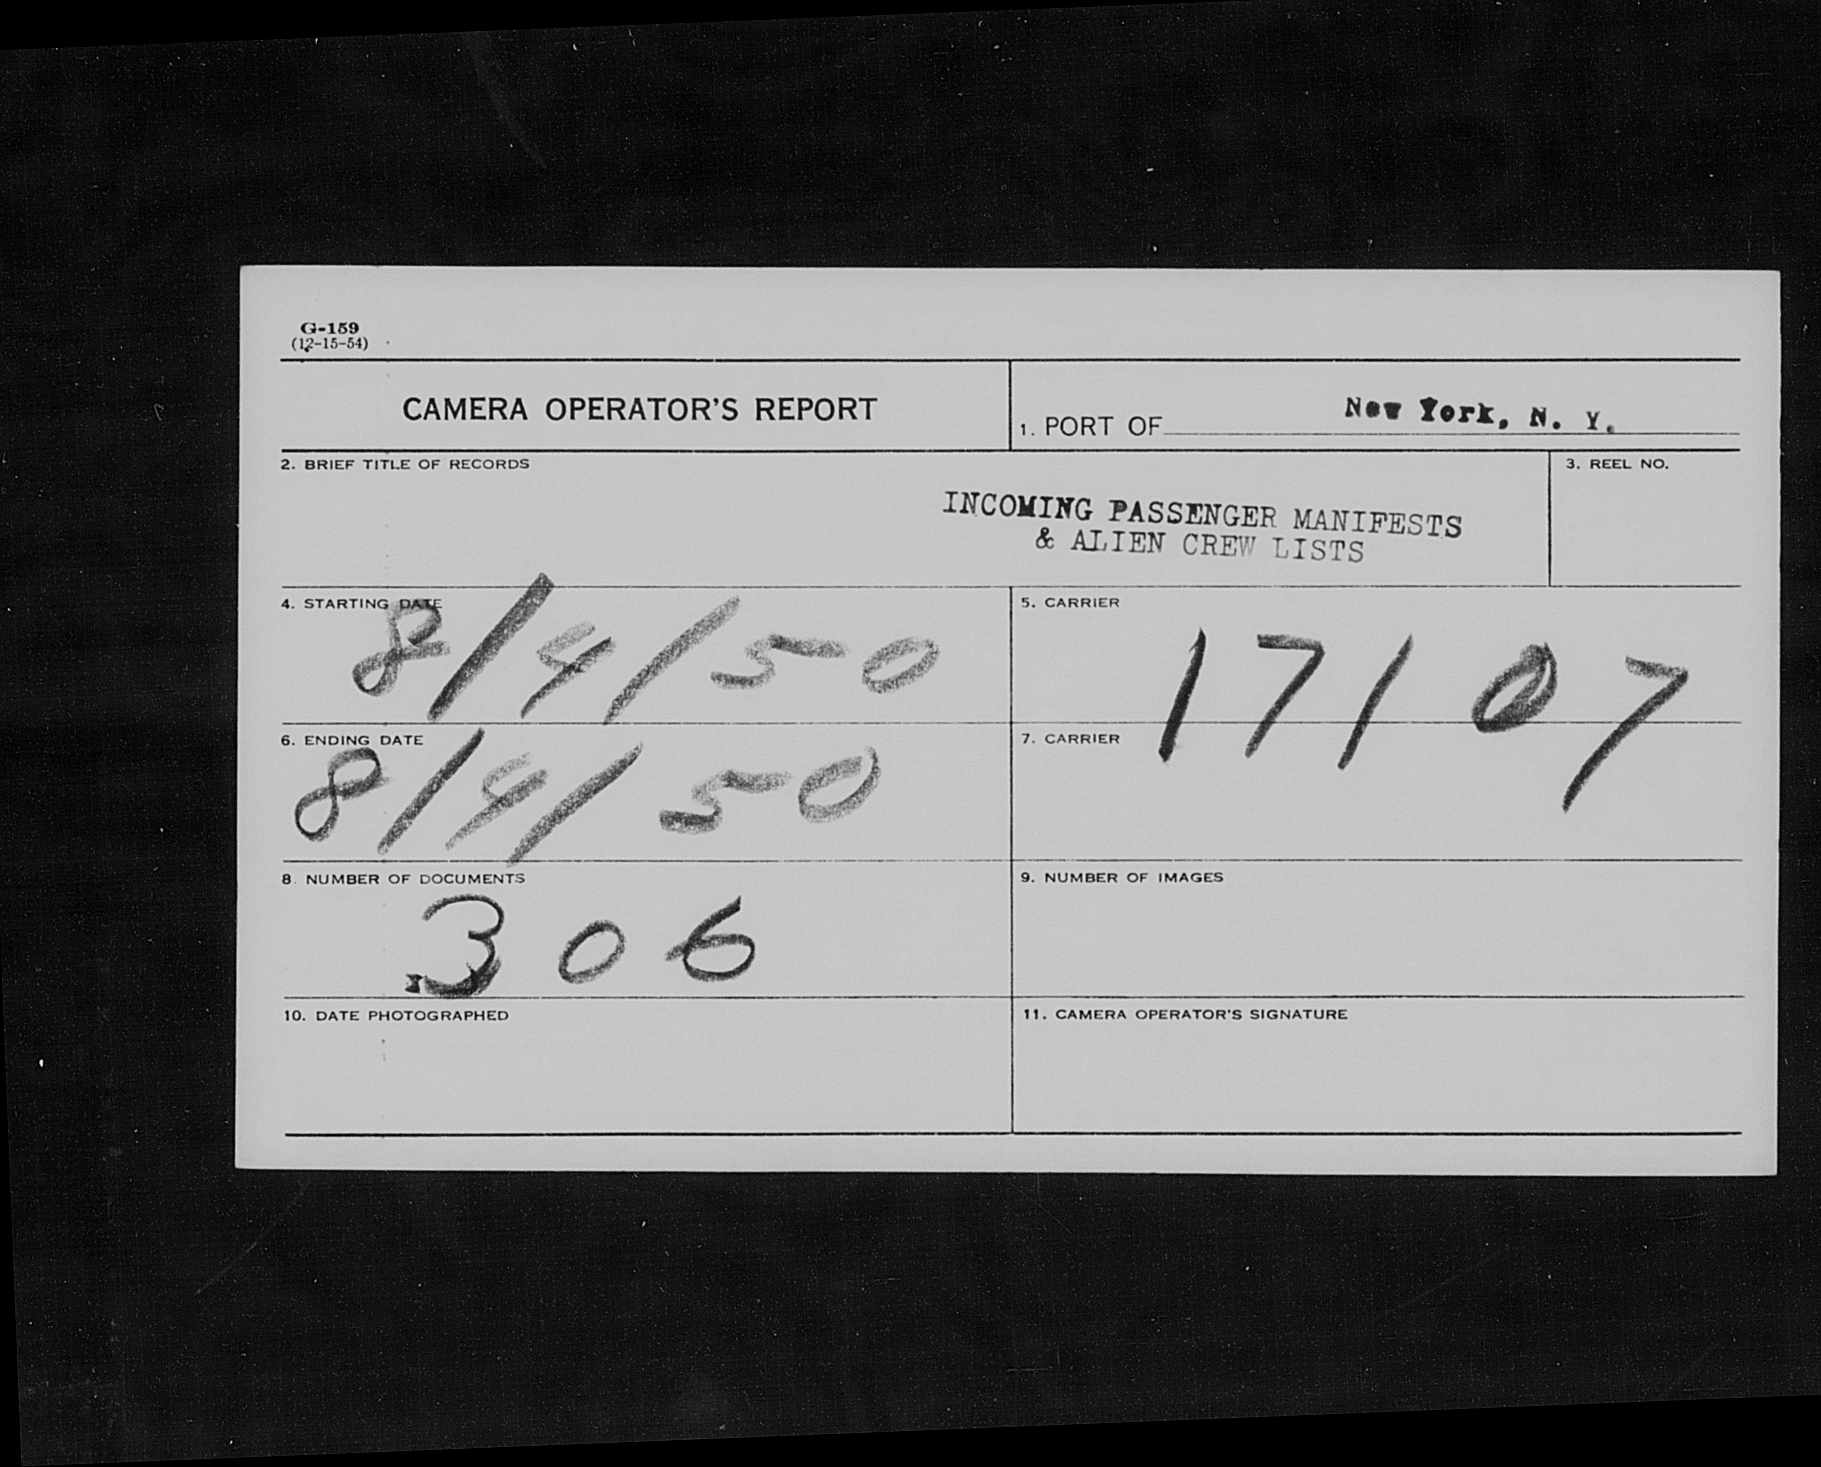 G-159
(12-15-54)
CAMERA OPERATOR'S REPORT
1. PORT OF New York, N. Y.
2. BRIEF TITLE OF RECORDS
INCOMING PASSENGER MANIFESTS
& ALIEN CREW LISTS
3. REEL NO.
4. STARTING DATE
8/4/50
5. CARRIER
17107
6. ENDING DATE
8/4/50
7. CARRIER
8. NUMBER OF DOCUMENTS
306
9. NUMBER OF IMAGES
10. DATE PHOTOGRAPHED
11. CAMERA OPERATOR'S SIGNATURE